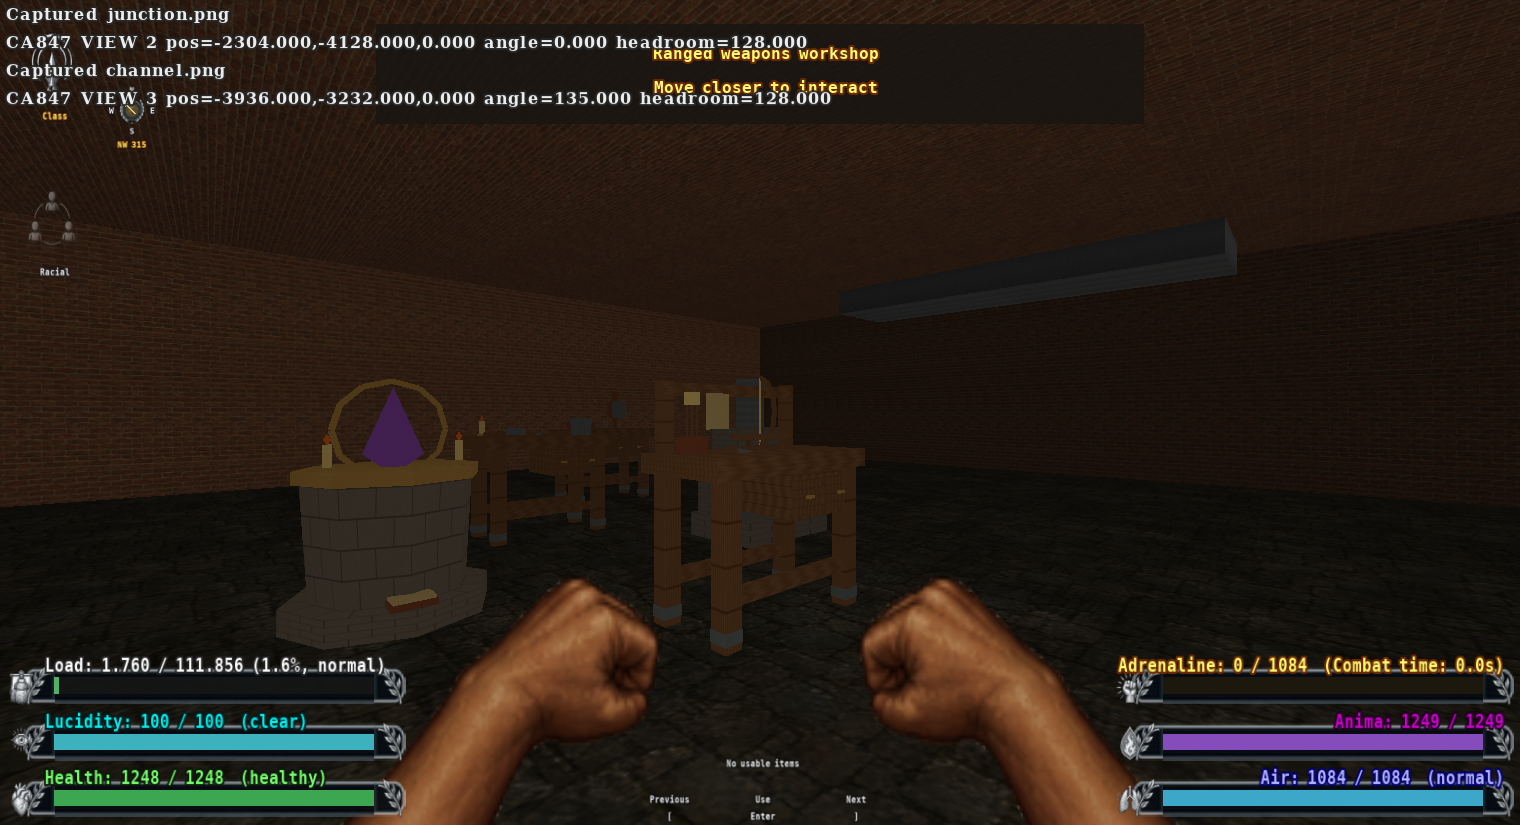 Captured junction.png
CA847 VIEW 2 pos=-2304.000,-4128.000,0.000 angle=0.000 headroom=128.000
Ranged weapons workshop
Captured channel.png
Move closer to interact
CA847 VIEW 3 pos=-3936.000,-3232.000,0.000 angle=135.000 headroom=128.000
W E
Class
S
NW 315
Racial
Load: 1.760 / 111.856 (1.6%, normal)
Adrenaline: 0 / 1084 (Combat time: 0.0s)
Lucidity: 100 / 100 (clear)
Anima: 1249 / 1249
No usable items
Health: 1248 / 1248 (healthy)
Air: 1084 / 1084 (normal)
Previous Use Next
[ Enter ]